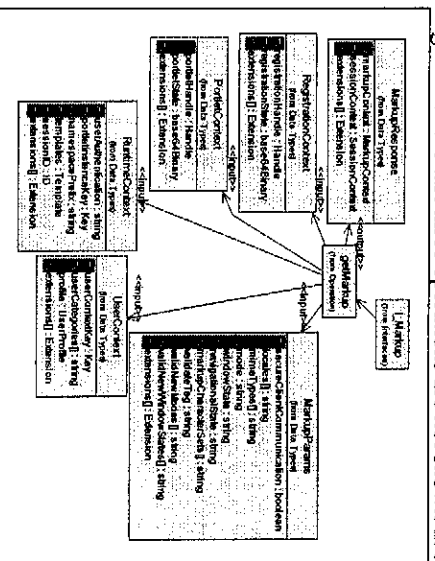 I_Markup
(from Interfaces)
getMarkup
(from Operation)
<<output>>
MarkupResponse
(from Data Types)
markupContext : MarkupContext
sessionContext : SessionContext
extensions[] : Extension
<<input>>
RegistrationContext
(from Data Types)
registrationHandle : Handle
registrationState : base64Binary
extensions[] : Extension
<<input>>
PortletContext
(from Data Types)
portletHandle : Handle
portletState : base64Binary
extensions[] : Extension
<<input>>
RuntimeContext
(from Data Types)
userAuthentication : string
portletInstanceKey : Key
namespacePrefix : string
templates : Template
sessionID : ID
extensions[] : Extension
<<input>>
UserContext
(from Data Types)
userContextKey : Key
userCategories[] : string
profile : UserProfile
extensions[] : Extension
<<input>>
MarkupParams
(from Data Types)
secureClientCommunication : boolean
locales[] : string
mimeTypes[] : string
mode : string
windowState : string
navigationalState : string
markupCharacterSets[] : string
validateTag : string
validNewModes[] : string
validNewWindowStates[] : string
extensions[] : Extension